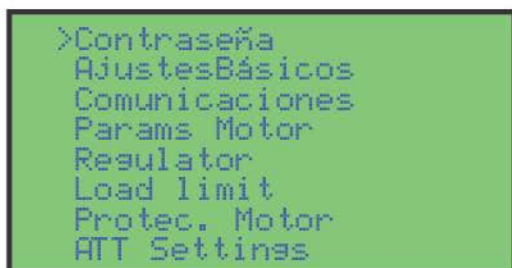 >Contraseña
AjustesBásicos
Comunicaciones
Params Motor
Regulator
Load limit
Protec. Motor
ATT Settings